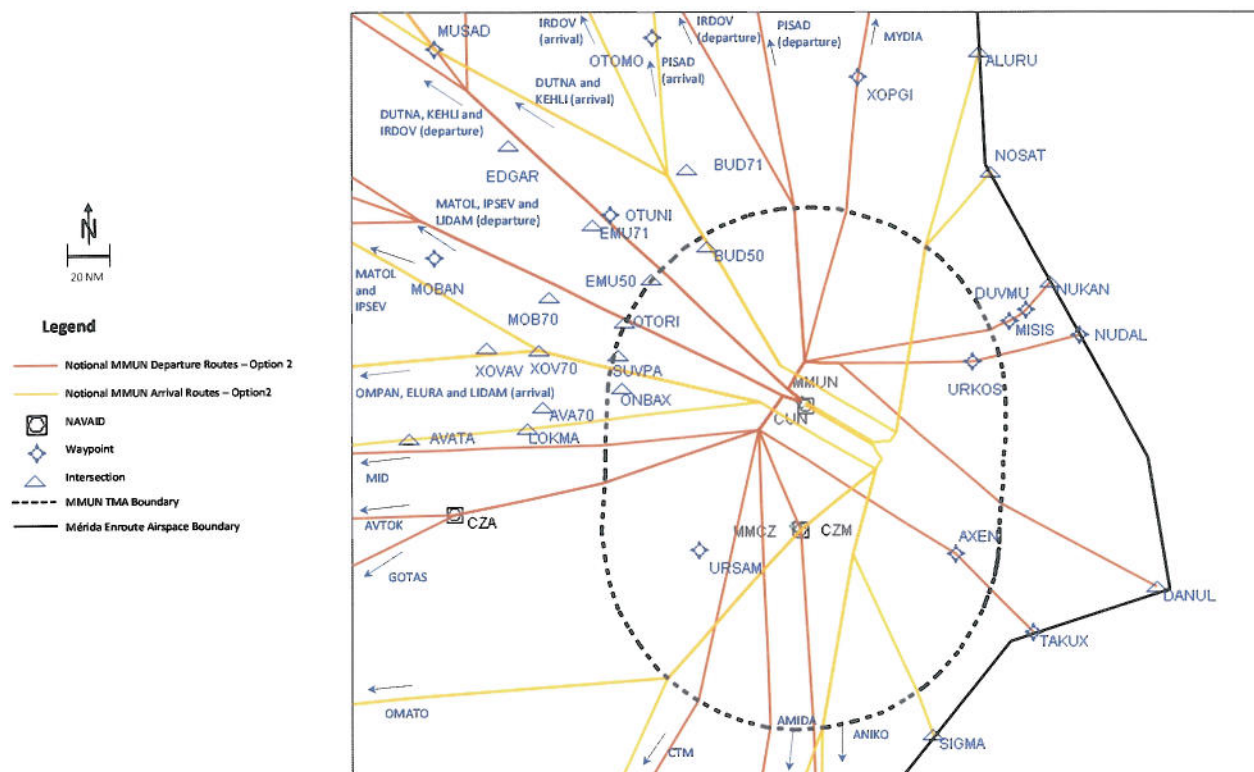 MUSAD
IRDOV
(arrival)
OTOMO
IRDOV
(departure)
PISAD
(departure)
MYDIA
ALURU
PISAD
(arrival)
DUTNA and
KEHLI (arrival)
XOPGI
DUTNA, KEHLI and
IRDOV (departure)
EDGAR
BUD71
NOSAT
MATOL, IPSEV and
LIDAM (departure)
OTUNI
EMU71
BUD50
N
20 NM
MATOL
and
IPSEV
MOBAN
EMU50
MOB70
OTORI
DUVMU
NUKAN
MISIS
NUDAL
Legend
Notional MMUN Departure Routes – Option 2
Notional MMUN Arrival Routes – Option2
NAVAID
Waypoint
Intersection
MMUN TMA Boundary
Mérida Enroute Airspace Boundary
XOVAV
XOV70
SUVPA
MMUN
URKOS
OMPAN, ELURA and LIDAM (arrival)
ONBAX
AVA70
CUN
AVATA
LOKMA
MID
AVTOK
CZA
GOTAS
MMCZ
CZM
URSAM
AXEN
DANUL
TAKUX
OMATO
CTM
AMIDA
ANIKO
SIGMA